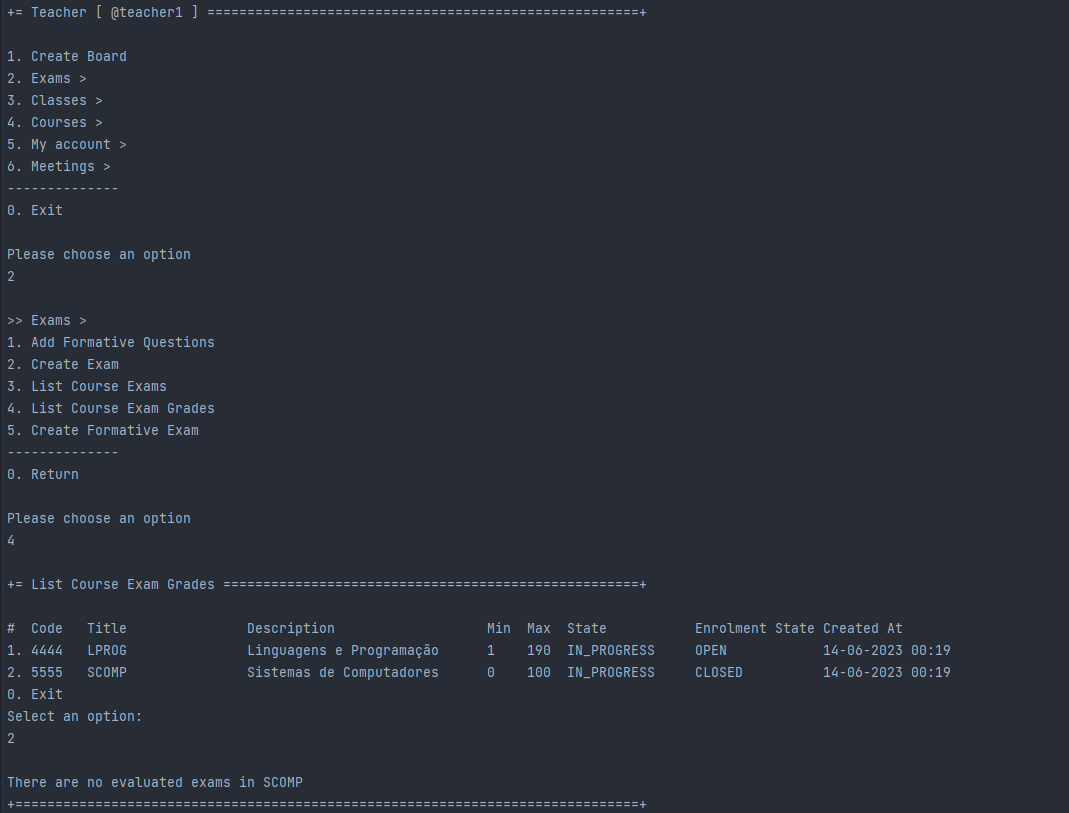 += Teacher [ @teacher1 ] ======================================================+
1. Create Board
2. Exams >
3. Classes >
4. Courses >
5. My account >
6. Meetings >
--------------
0. Exit
Please choose an option
2
>> Exams >
1. Add Formative Questions
2. Create Exam
3. List Course Exams
4. List Course Exam Grades
5. Create Formative Exam
--------------
0. Return
Please choose an option
4
+= List Course Exam Grades ====================================================+
#  Code   Title               Description                   Min  Max  State           Enrolment State Created At
1. 4444   LPROG               Linguagens e Programação      1    190  IN_PROGRESS     OPEN            14-06-2023 00:19
2. 5555   SCOMP               Sistemas de Computadores      0    100  IN_PROGRESS     CLOSED          14-06-2023 00:19
0. Exit
Select an option:
2
There are no evaluated exams in SCOMP
+==============================================================================+